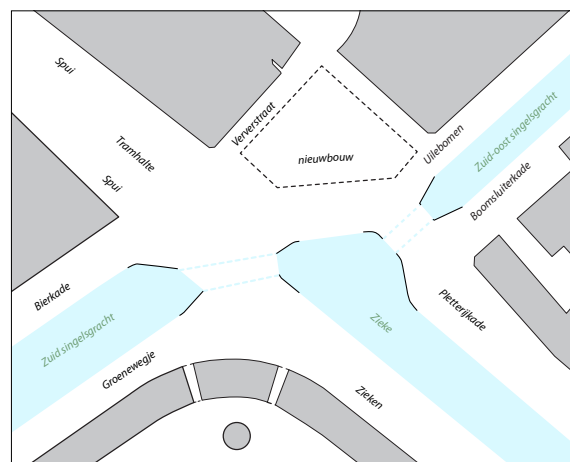 Spui
Ververstraat
Tramhalte
nieuwbouw
Uilebomen
Zuid-oost singelsgracht
Spui
Boomsluiterkade
Bierkade
Pletterijkade
Zuid singelsgracht
Zieke
Groenewegje
Zieken